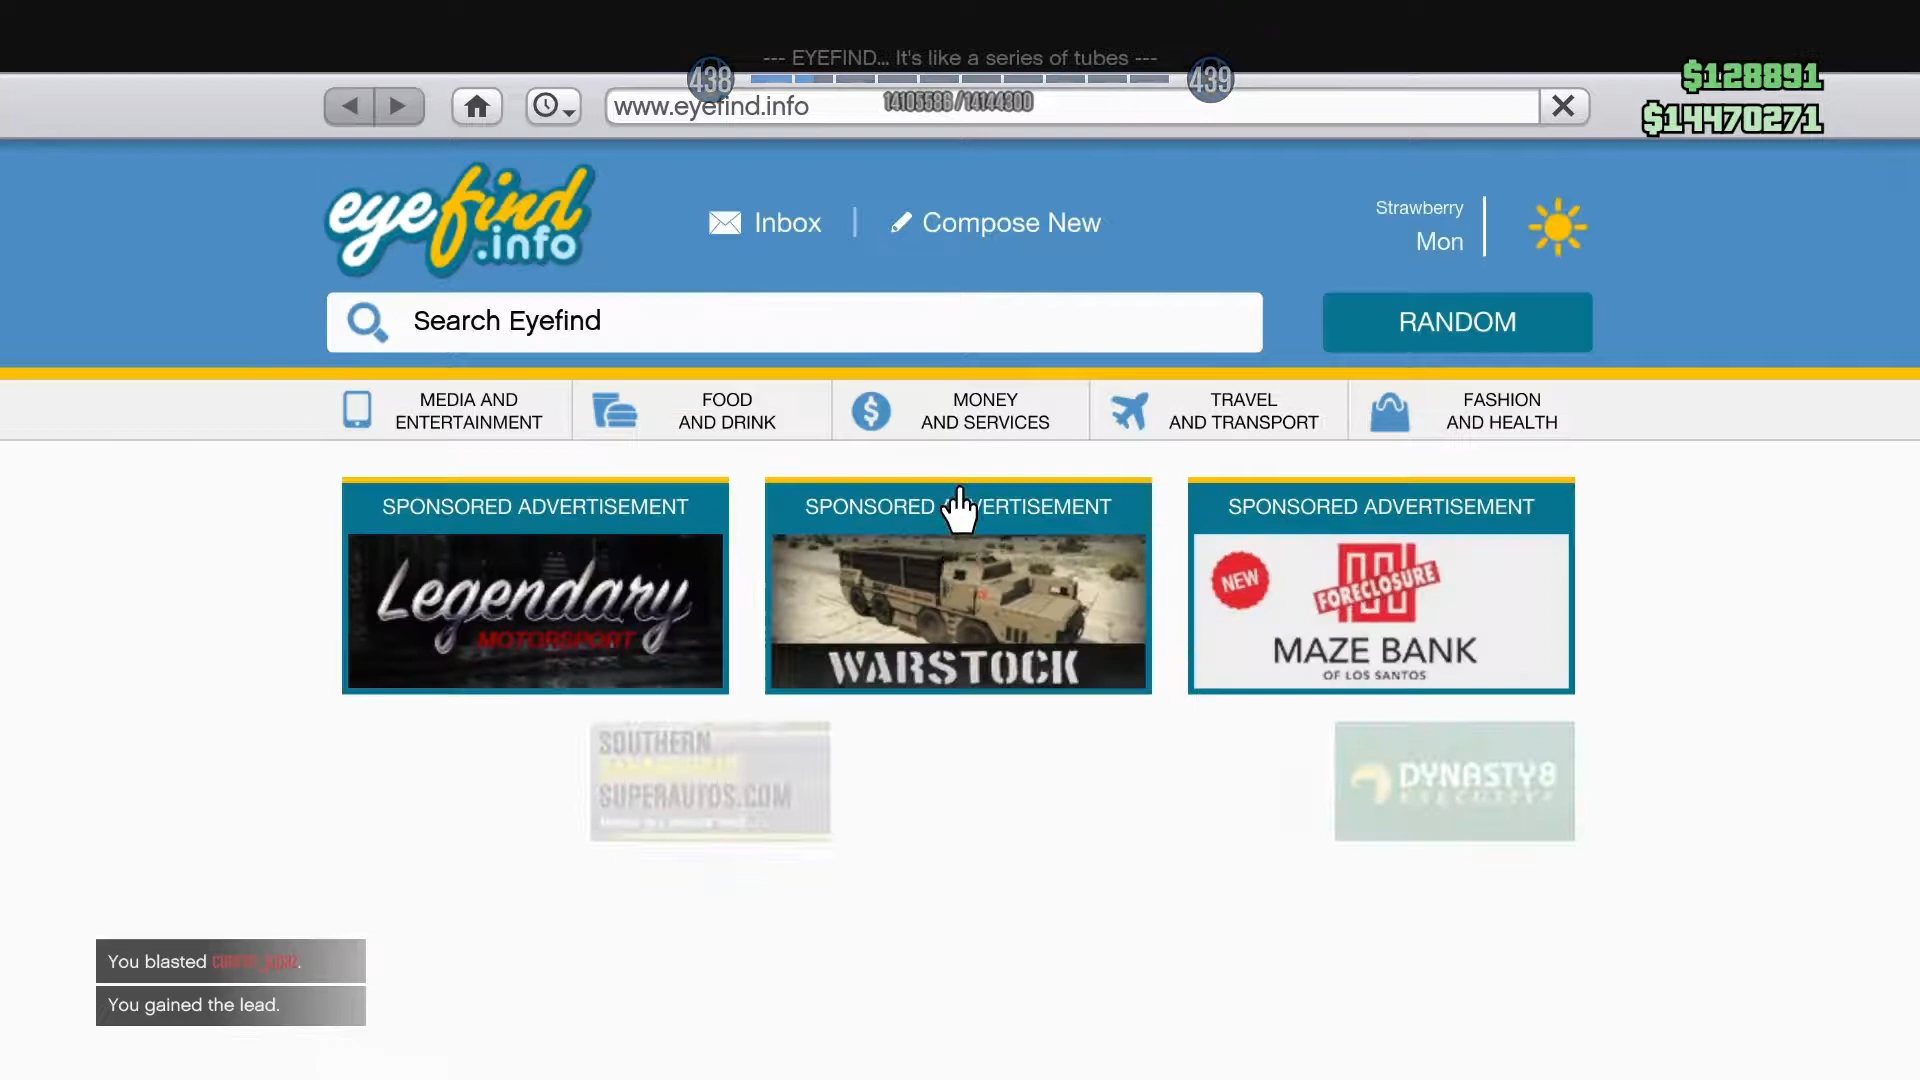 --- EYEFIND... It's like a series of tubes ---
438
439
14105586/14144300
$128891
$14470271
www.eyefind.info
eyefind
.info
Inbox
Compose New
Strawberry
Mon
Search Eyefind
RANDOM
MEDIA AND
ENTERTAINMENT
FOOD
AND DRINK
MONEY
AND SERVICES
TRAVEL
AND TRANSPORT
FASHION
AND HEALTH
SPONSORED ADVERTISEMENT
SPONSORED ADVERTISEMENT
SPONSORED ADVERTISEMENT
Legendary
MOTORSPORT
WARSTOCK
NEW
FORECLOSURE
MAZE BANK
OF LOS SANTOS
SOUTHERN
SUPERAUTOS.COM
DYNASTY8
EXECUTIVE
You blasted
You gained the lead.